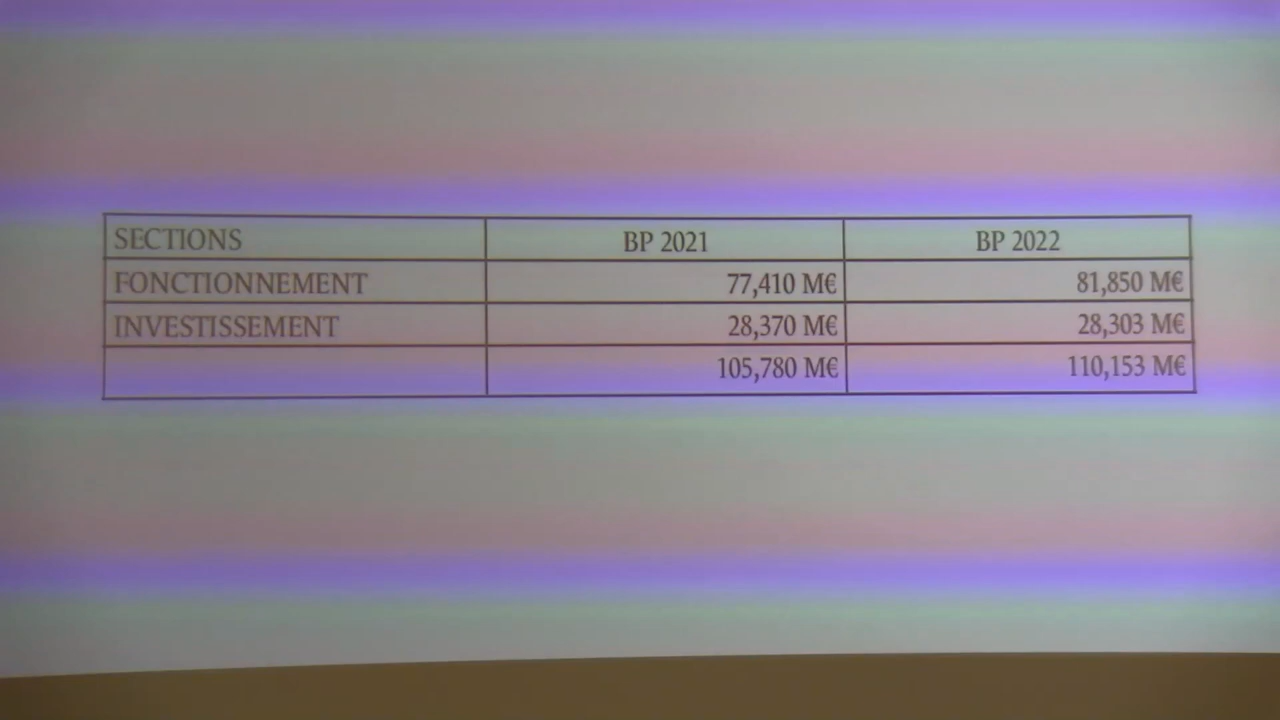 SECTIONS BP 2021 BP 2022
FONCTIONNEMENT 77,410 M€ 81,850 M€
INVESTISSEMENT 28,370 M€ 28,303 M€
105,780 M€ 110,153 M€